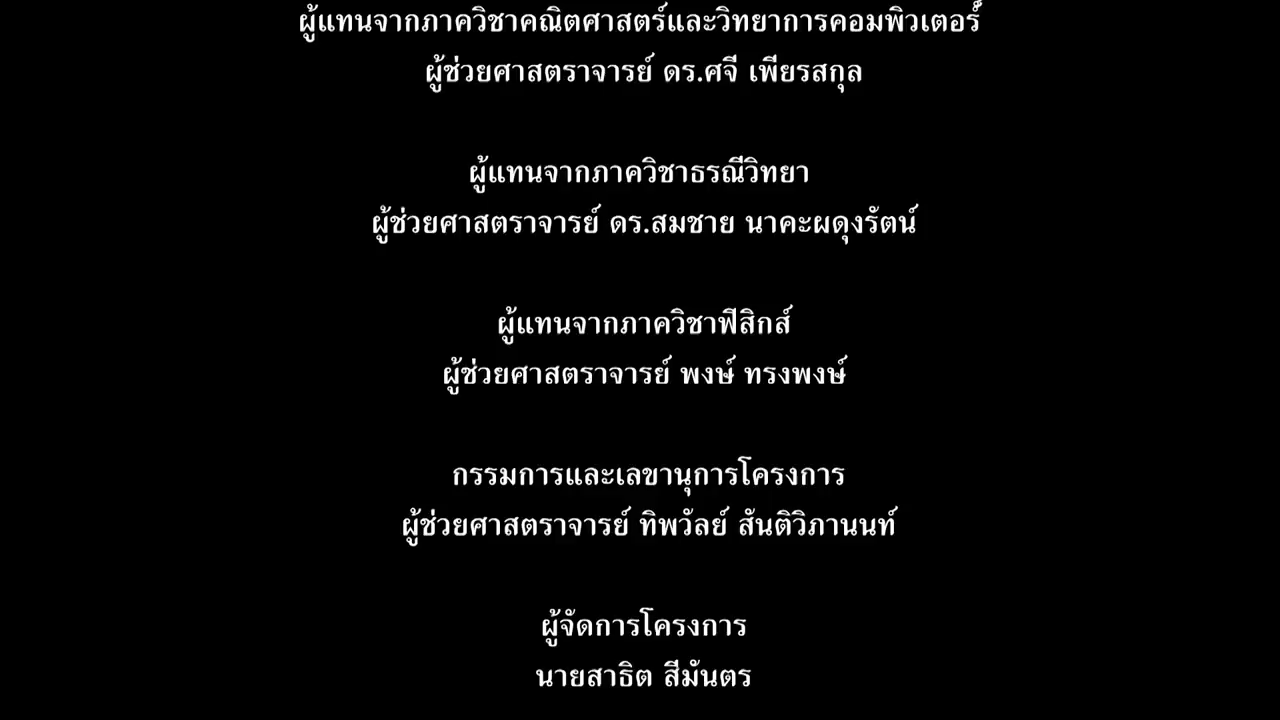 ผู้แทนจากภาควิชาคณิตศาสตร์และวิทยาการคอมพิวเตอร์
ผู้ช่วยศาสตราจารย์ ดร.ศจี เพียรสกุล
ผู้แทนจากภาควิชาธรณีวิทยา
ผู้ช่วยศาสตราจารย์ ดร.สมชาย นาคะผดุงรัตน์
ผู้แทนจากภาควิชาฟิสิกส์
ผู้ช่วยศาสตราจารย์ พงษ์ ทรงพงษ์
กรรมการและเลขานุการโครงการ
ผู้ช่วยศาสตราจารย์ ทิพวัลย์ สันติวิภานนท์
ผู้จัดการโครงการ
นายสาธิต สีมันตร